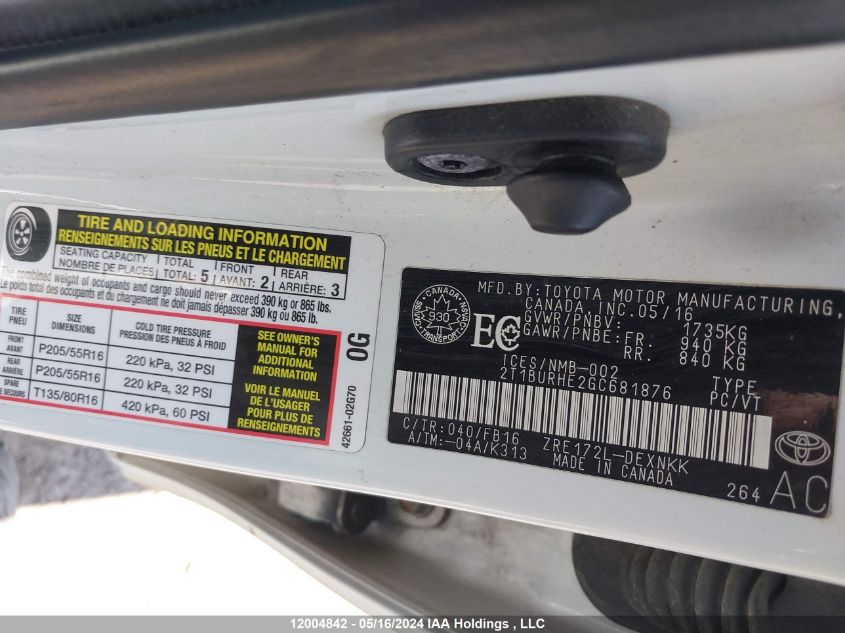 TIRE AND LOADING INFORMATION
RENSEIGNEMENTS SUR LES PNEUS ET LE CHARGEMENT
SEATING CAPACITY
NOMBRE DE PLACES
TOTAL
TOTAL: 5
FRONT
AVANT: 2
REAR
ARRIÈRE: 3
The combined weight of occupants and cargo should never exceed 390 kg or 865 lbs.
Le poids total des occupants et du chargement ne doit jamais dépasser 390 kg ou 865 lb.
TIRE
PNEU
SIZE
DIMENSIONS
COLD TIRE PRESSURE
PRESSION DES PNEUS À FROID
FRONT
AVANT
P205/55R16
220 kPa, 32 PSI
REAR
ARRIÈRE
P205/55R16
220 kPa, 32 PSI
SPARE
DE SECOURS
T135/80R16
420 kPa, 60 PSI
SEE OWNER'S
MANUAL FOR
ADDITIONAL
INFORMATION
VOIR LE MANUEL
DE L'USAGER
POUR PLUS DE
RENSEIGNEMENTS
0G
42661-02G70
MFD.BY:TOYOTA MOTOR MANUFACTURING,
CANADA, INC.05/16
GVWR/PNBV: 1735KG
GAWR/PNBE:FR: 940 KG
RR: 840 KG
CANADA
930
TRANSPORT
EC
ICES/NMB-002
2T1BURHE2GC681876
TYPE
PC/VT
C/TR:040/FB16
A/TM:-04A/K313
ZRE172L-DEXNKK
MADE IN CANADA
264 AC
12004842 - 05/16/2024 IAA Holdings , LLC